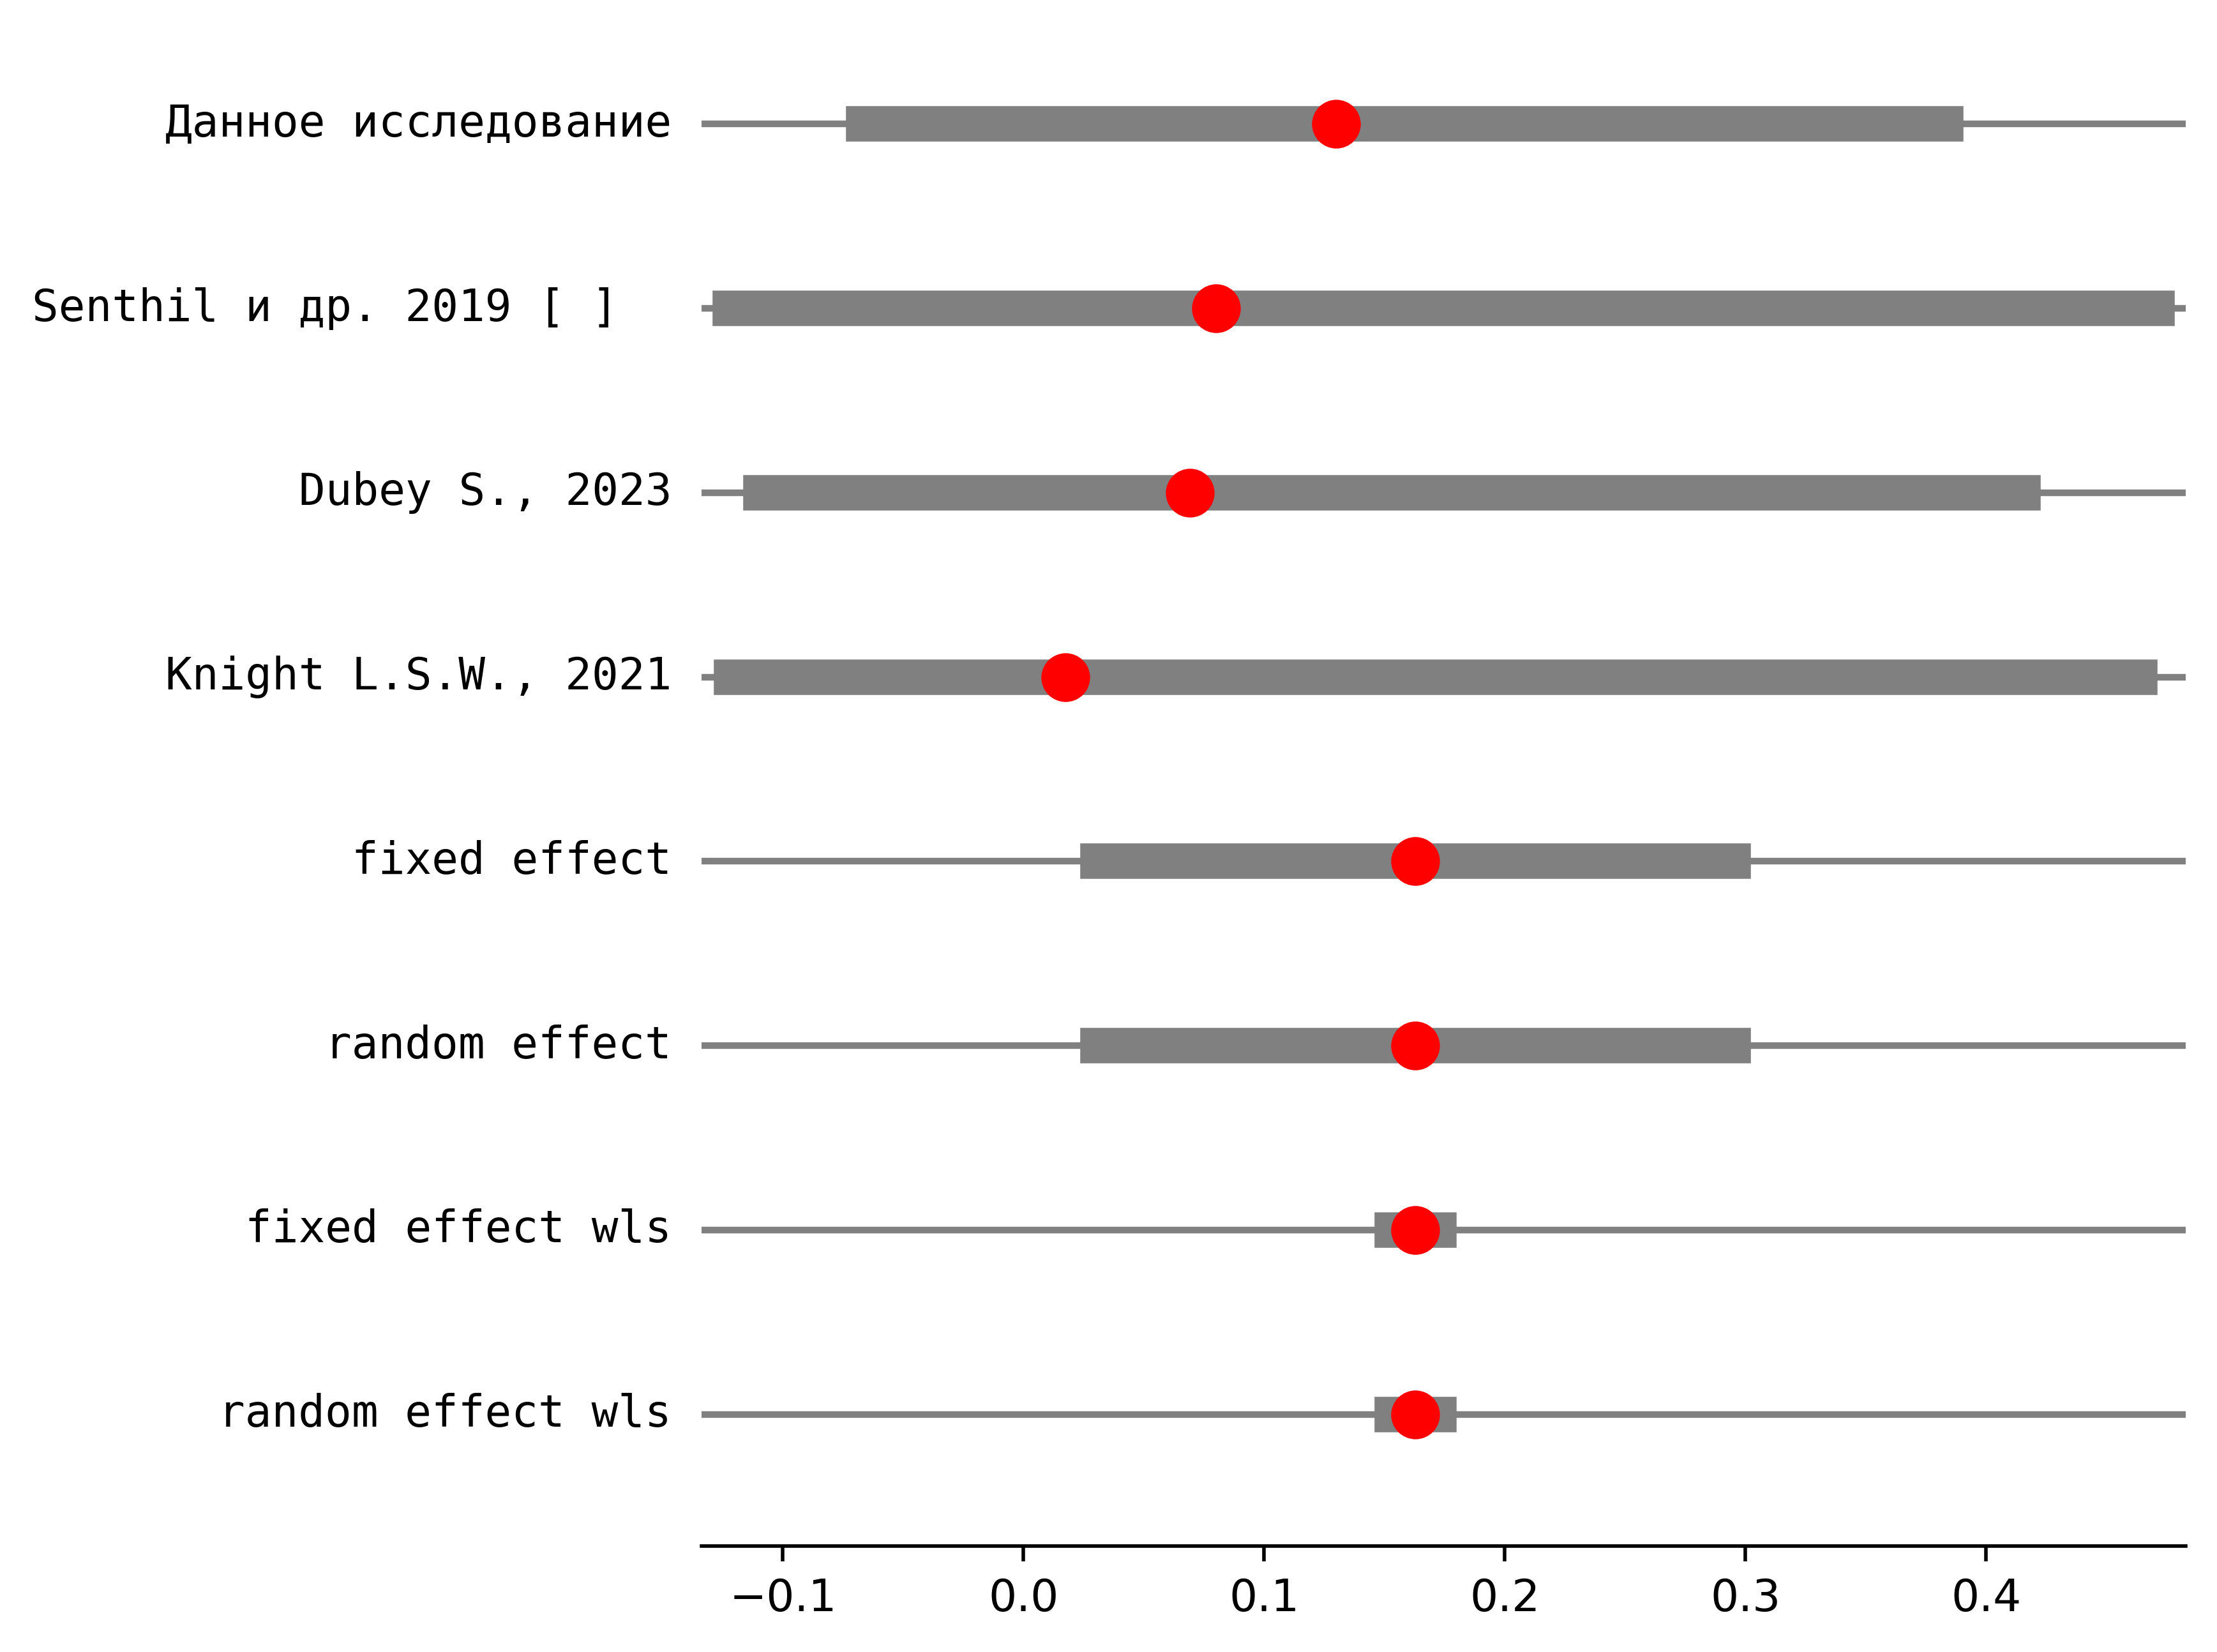 Данное исследование
Senthil и др. 2019 [ ]
Dubey S., 2023
Knight L.S.W., 2021
fixed effect
random effect
fixed effect wls
random effect wls
−0.1 0.0 0.1 0.2 0.3 0.4